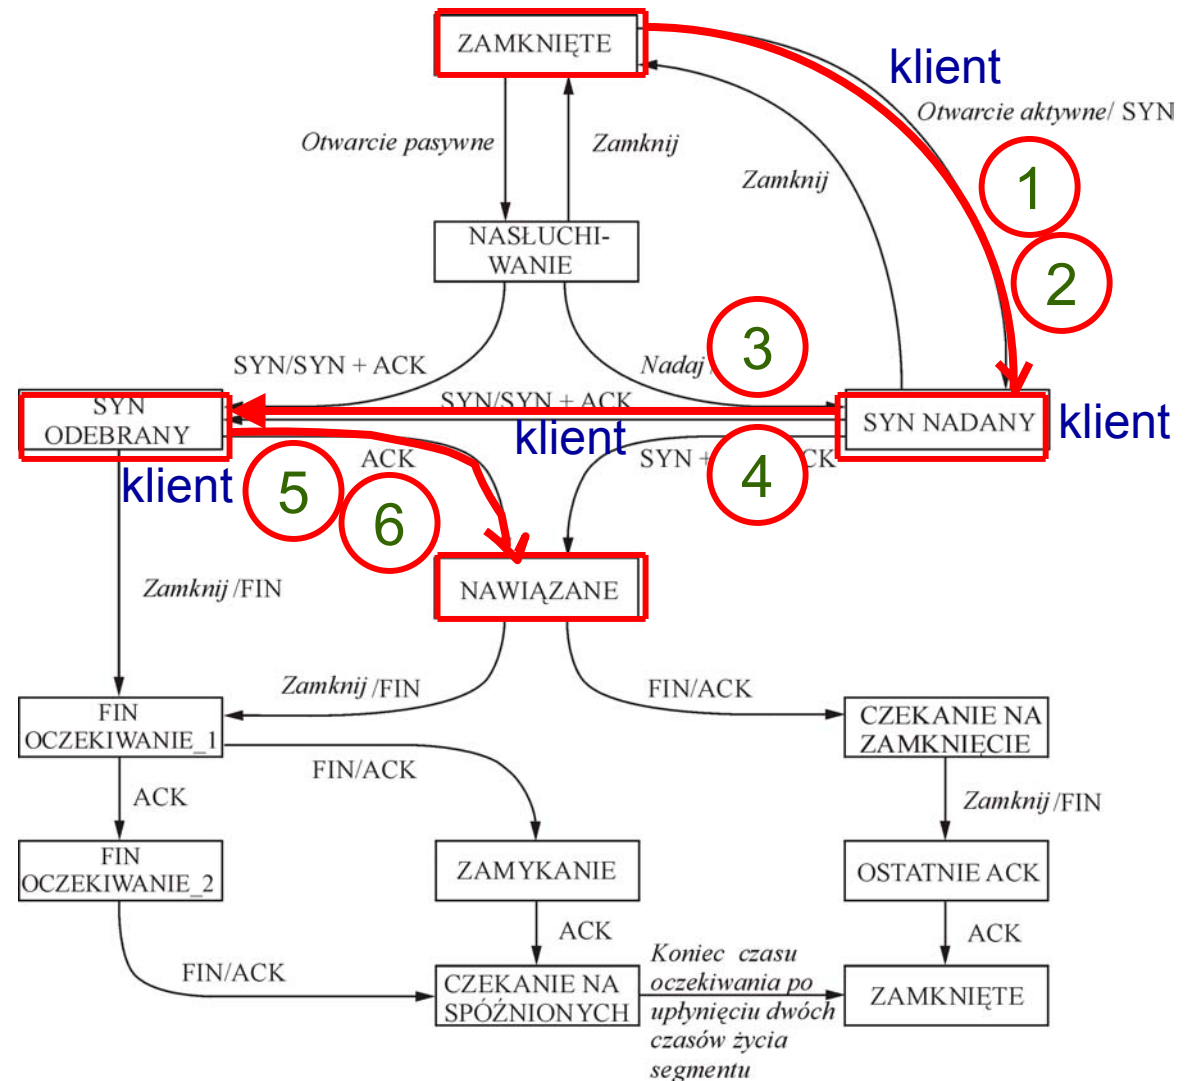 ZAMKNIĘTE
klient
Otwarcie aktywne/ SYN
Otwarcie pasywne
Zamknij
Zamknij
1
NASŁUCHI-
WANIE
2
3
SYN/SYN + ACK
Nadaj
SYN
ODEBRANY
SYN/SYN + ACK
SYN NADANY
klient
klient
ACK
SYN +
4
klient
5
6
Zamknij /FIN
NAWIĄZANE
Zamknij /FIN
FIN/ACK
FIN
OCZEKIWANIE_1
CZEKANIE NA
ZAMKNIĘCIE
FIN/ACK
ACK
Zamknij /FIN
FIN
OCZEKIWANIE_2
ZAMYKANIE
OSTATNIE ACK
ACK
ACK
FIN/ACK
CZEKANIE NA
SPÓŹNIONYCH
Koniec czasu
oczekiwania po
upłynięciu dwóch
czasów życia
segmentu
ZAMKNIĘTE